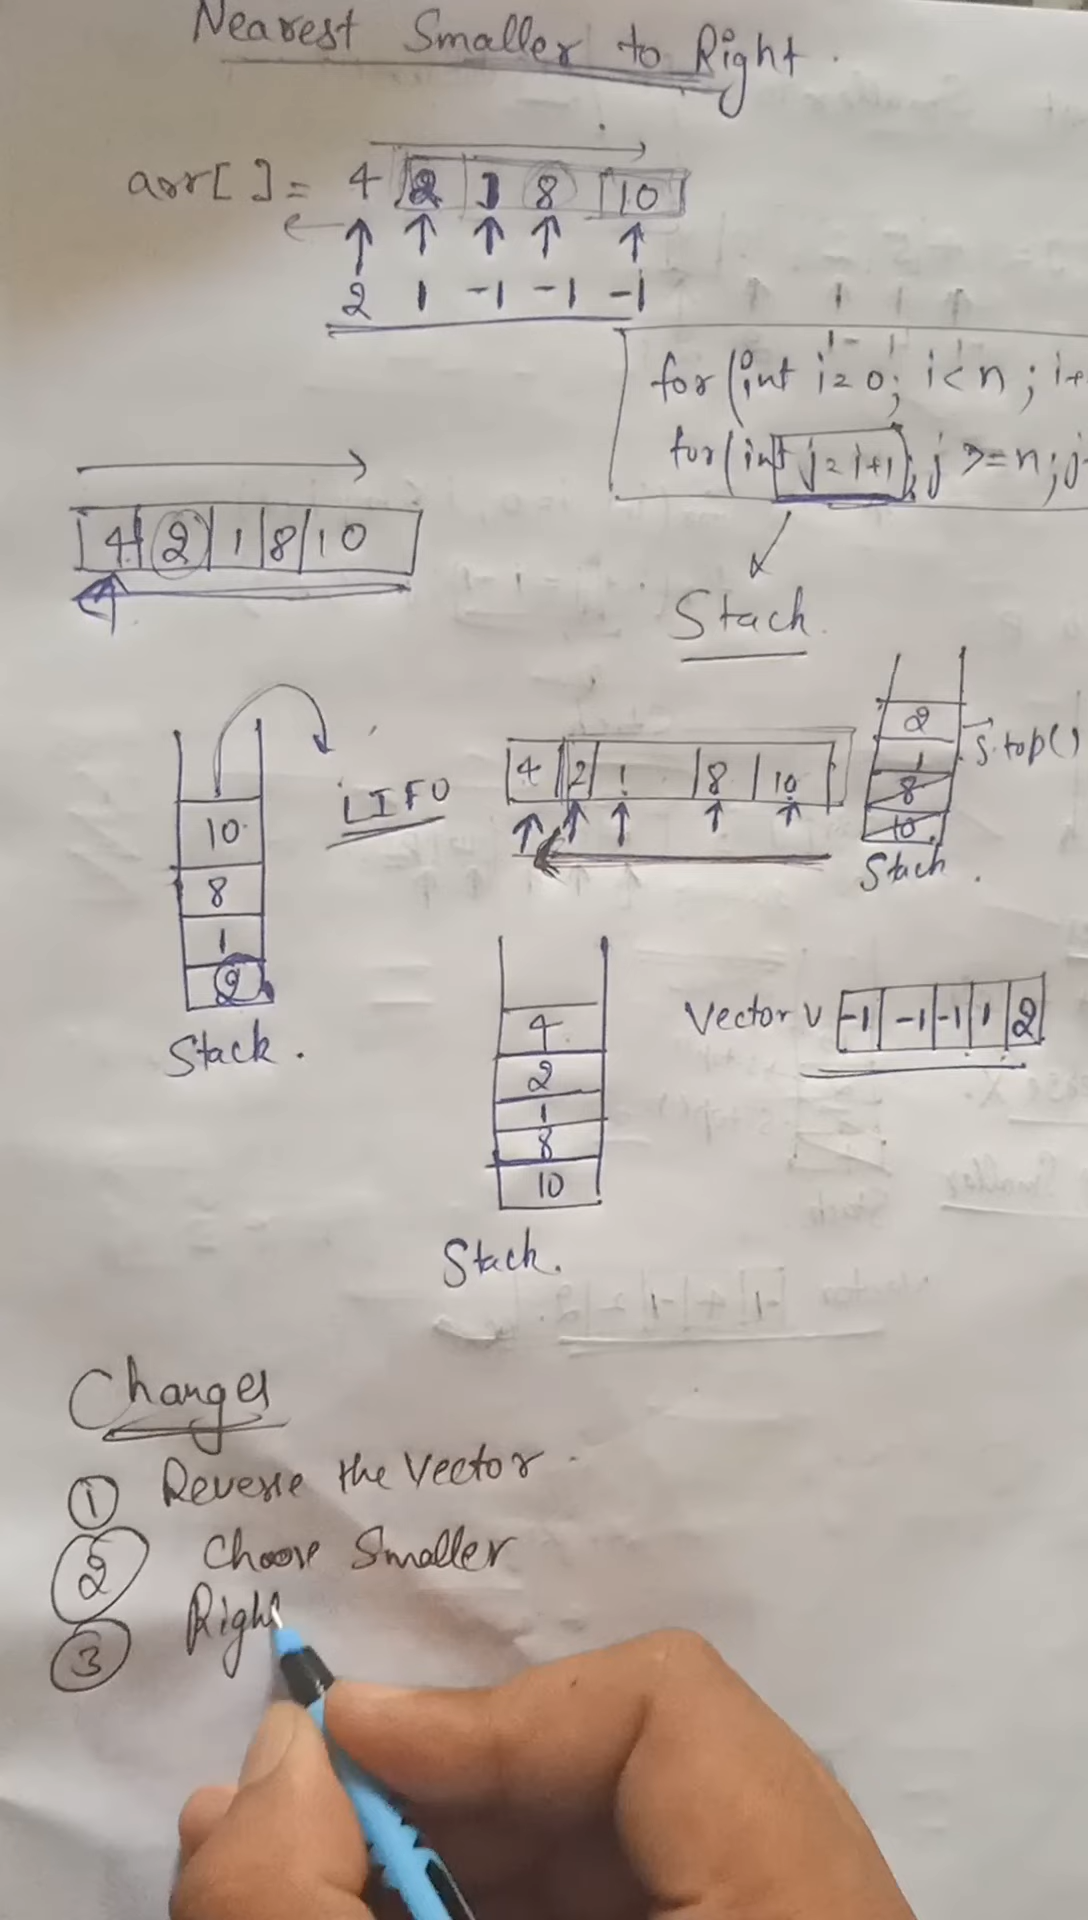 Nearest Smaller to Right.
arr[ ] = 4 2 1 8 10
2 1 -1 -1 -1
for (int i=0; i<n; i+
for (int j=i+1; j>=n; j-
4 2 1 8 10
Stack.
10
8
1
2
Stack.
LIFO
4 2 1 8 10
2
1
8
10
s.top()
Stack.
4
2
1
8
10
Stack.
Vector v -1 -1 -1 1 2
Changes
① Reverse the Vector.
② Choose Smaller
③ Righ